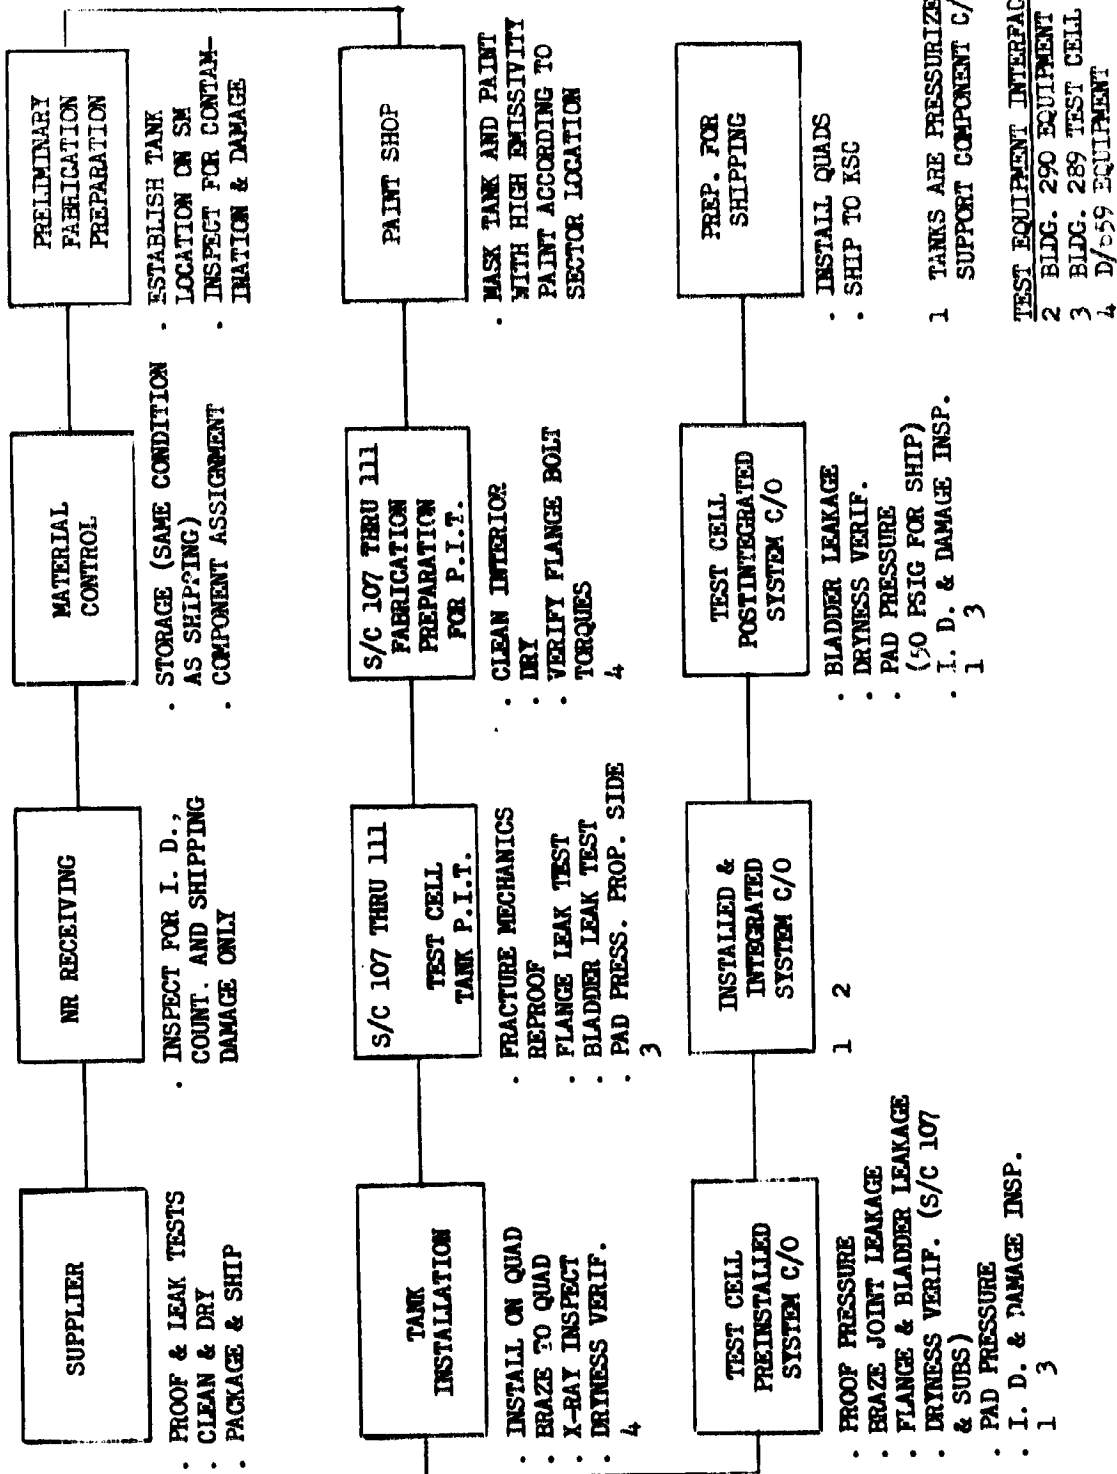 SUPPLIER
· PROOF & LEAK TESTS
· CLEAN & DRY
· PACKAGE & SHIP
NR RECEIVING
· INSPECT FOR I. D.,
COUNT. AND SHIPPING
DAMAGE ONLY
MATERIAL
CONTROL
· STORAGE (SAME CONDITION
AS SHIPPING)
· COMPONENT ASSIGNMENT
PRELIMINARY
FABRICATION
PREPARATION
· ESTABLISH TANK
LOCATION ON SM
· INSPECT FOR CONTAM-
INATION & DAMAGE
PAINT SHOP
· MASK TANK AND PAINT
WITH HIGH EMISSIVITY
PAINT ACCORDING TO
SECTOR LOCATION
S/C 107 THRU 111
FABRICATION
PREPARATION
FOR P.I.T.
· CLEAN INTERIOR
· DRY
· VERIFY FLANGE BOLT
TORQUES
4
S/C 107 THRU 111
TEST CELL
TANK P.I.T.
· FRACTURE MECHANICS
REPROOF
· FLANGE LEAK TEST
· BLADDER LEAK TEST
· PAD PRESS. PROP. SIDE
3
TANK
INSTALLATION
· INSTALL ON QUAD
· BRAZE TO QUAD
· X-RAY INSPECT
· DRYNESS VERIF.
4
TEST CELL
PREINSTALLED
SYSTEM C/O
· PROOF PRESSURE
· BRAZE JOINT LEAKAGE
· FLANGE & BLADDER LEAKAGE
· DRYNESS VERIF. (S/C 107
& SUBS)
· PAD PRESSURE
· I. D. & DAMAGE INSP.
1 3
INSTALLED &
INTEGRATED
SYSTEM C/O
1 2
TEST CELL
POSTINTEGRATED
SYSTEM C/O
· BLADDER LEAKAGE
· DRYNESS VERIF.
· PAD PRESSURE
(50 PSIG FOR SHIP)
· I. D. & DAMAGE INSP.
1 3
PREP. FOR
SHIPPING
· INSTALL QUADS
· SHIP TO KSC
1 TANKS ARE PRESSURIZE
SUPPORT COMPONENT C/
TEST EQUIPMENT INTERFAC
2 BLDG. 290 EQUIPMENT
3 BLDG. 289 TEST CELL
4 EQUIPMENT